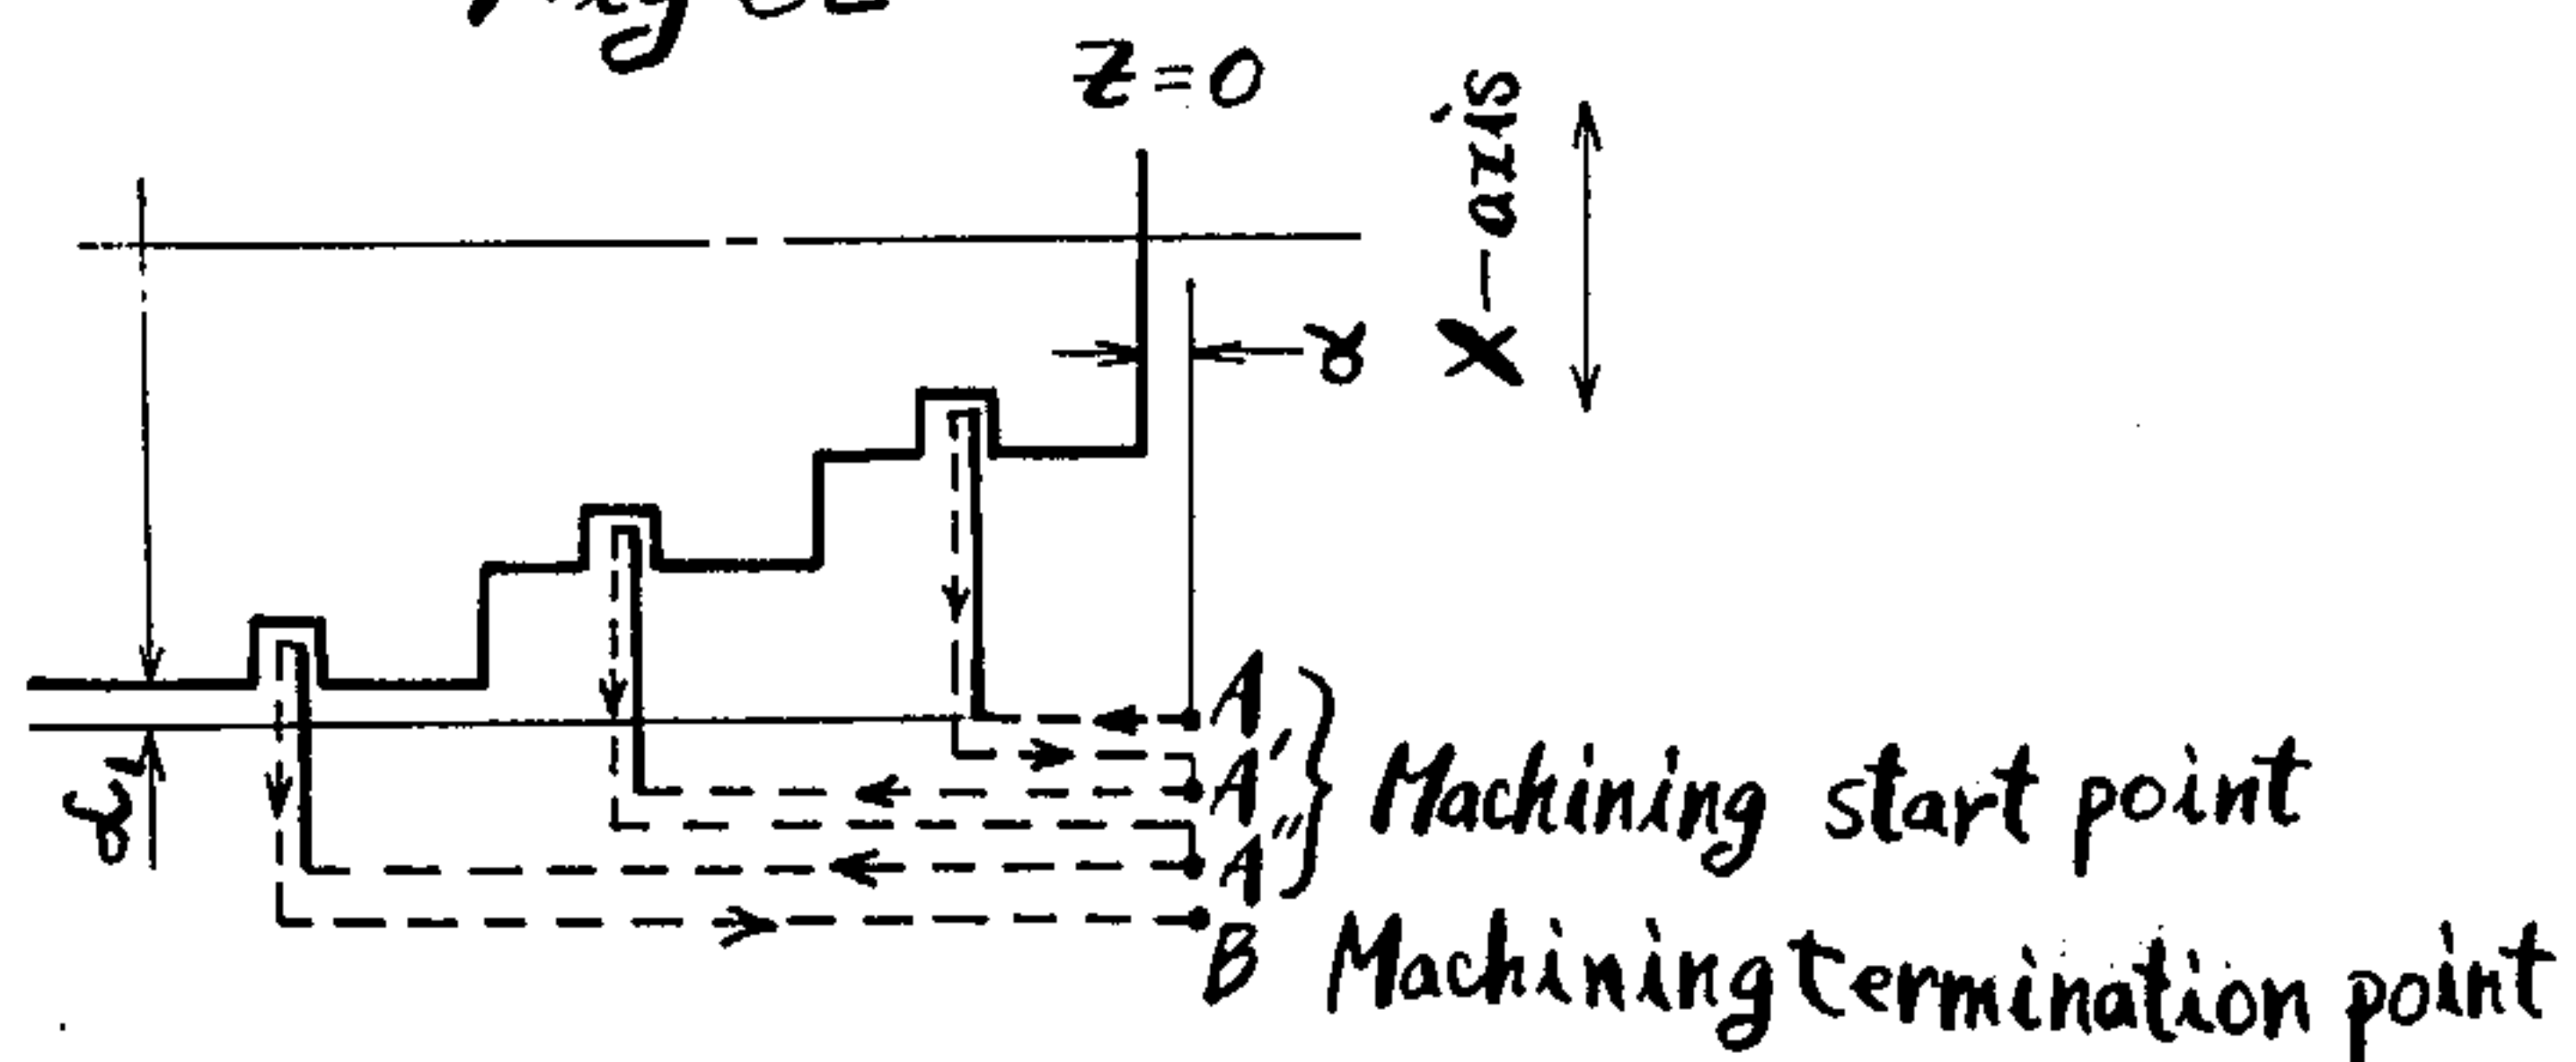 Z=0
X-axis
α
A
A'
A" } Machining start point
B Machining termination point